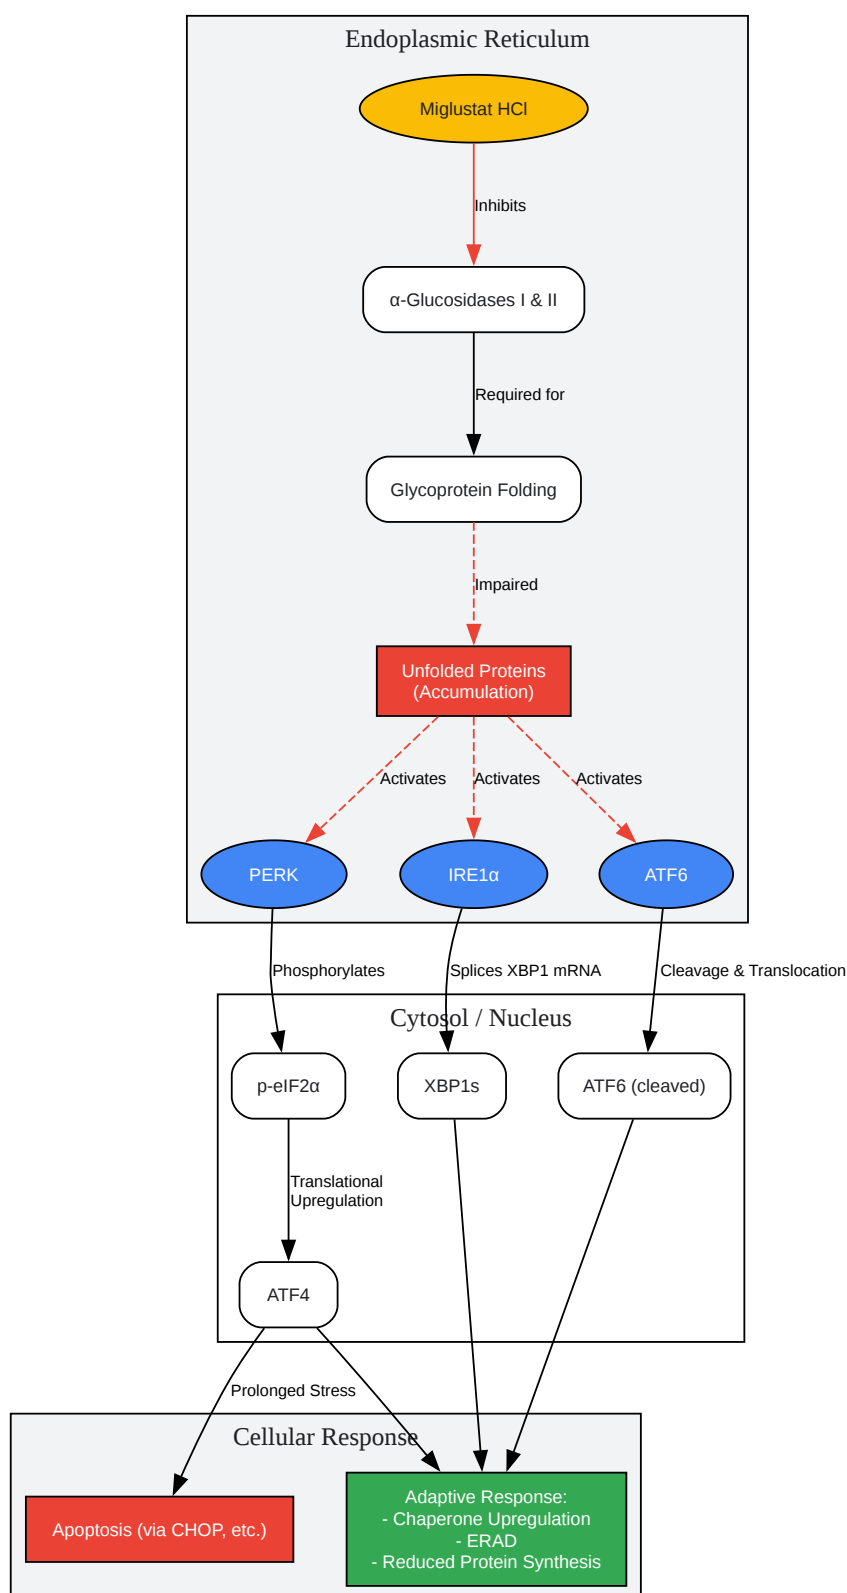 Endoplasmic Reticulum
Miglustat HCl
Inhibits
α-Glucosidases I & II
Required for
Glycoprotein Folding
Impaired
Unfolded Proteins
(Accumulation)
Activates
Activates
Activates
PERK
IRE1α
ATF6
Phosphorylates
Splices XBP1 mRNA
Cleavage & Translocation
Cytosol / Nucleus
p-eIF2α
XBP1s
ATF6 (cleaved)
Translational
Upregulation
ATF4
Prolonged Stress
Cellular Response
Apoptosis (via CHOP, etc.)
Adaptive Response:
- Chaperone Upregulation
- ERAD
- Reduced Protein Synthesis